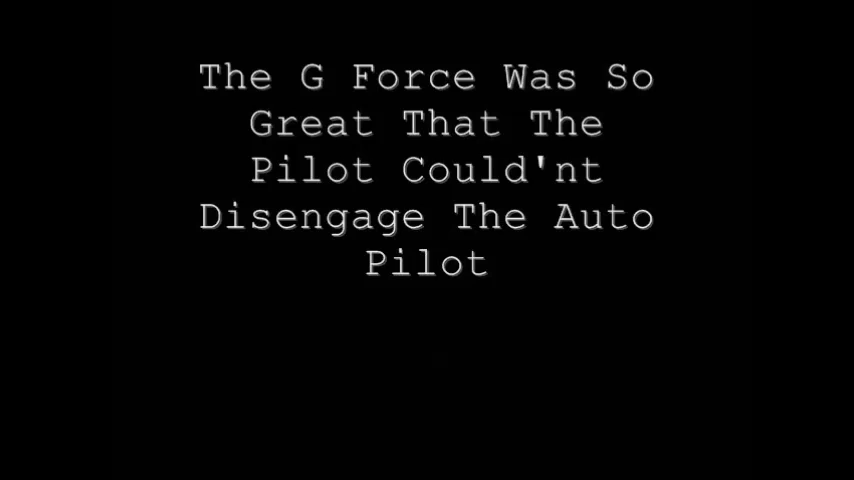 The G Force Was So
Great That The
Pilot Could'nt
Disengage The Auto
Pilot